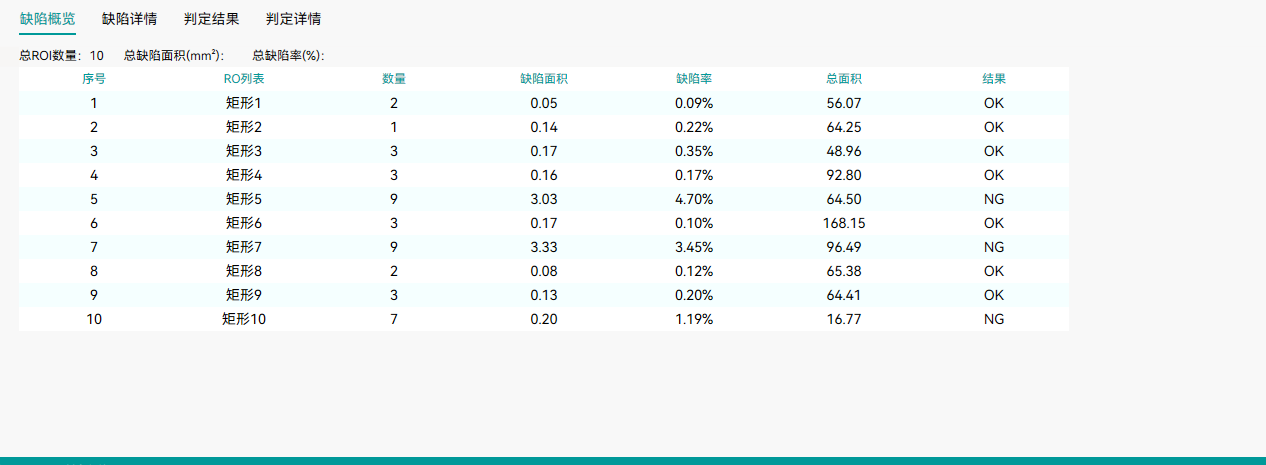 缺陷概览 缺陷详情 判定结果 判定详情
总ROI数量: 10 总缺陷面积(mm²): 总缺陷率(%):
序号 RO列表 数量 缺陷面积 缺陷率 总面积 结果
1 矩形1 2 0.05 0.09% 56.07 OK
2 矩形2 1 0.14 0.22% 64.25 OK
3 矩形3 3 0.17 0.35% 48.96 OK
4 矩形4 3 0.16 0.17% 92.80 OK
5 矩形5 9 3.03 4.70% 64.50 NG
6 矩形6 3 0.17 0.10% 168.15 OK
7 矩形7 9 3.33 3.45% 96.49 NG
8 矩形8 2 0.08 0.12% 65.38 OK
9 矩形9 3 0.13 0.20% 64.41 OK
10 矩形10 7 0.20 1.19% 16.77 NG